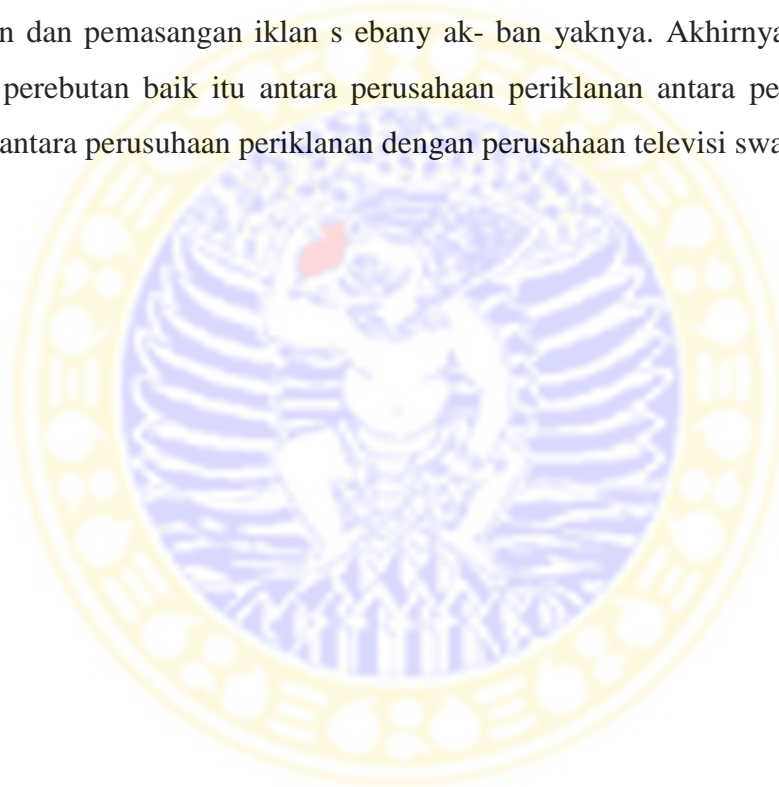 n dan pemasangan iklan s ebany ak- ban yaknya. Akhirnya
perebutan baik itu antara perusahaan periklanan antara pe
antara perusuhaan periklanan dengan perusahaan televisi swa